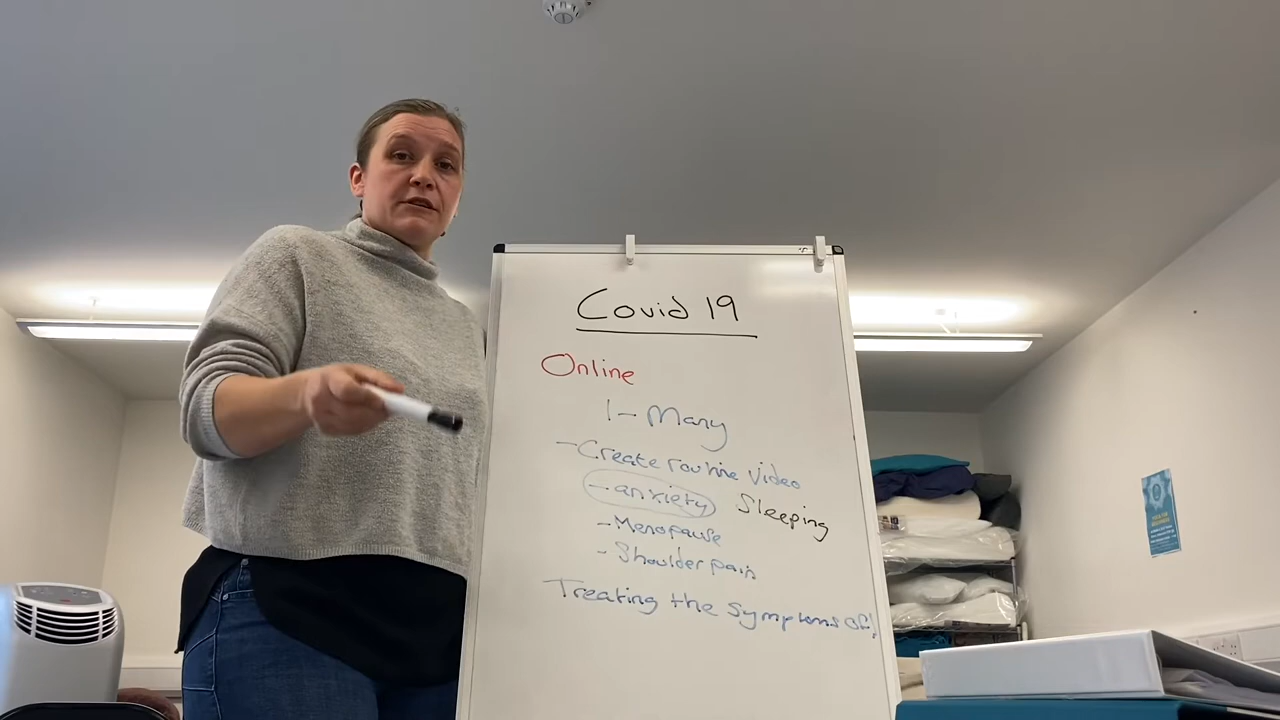 Covid 19
Online
1 - Many
- Create routine video
- anxiety Sleeping
- Menopause
- Shoulder pain
Treating the symptoms of!